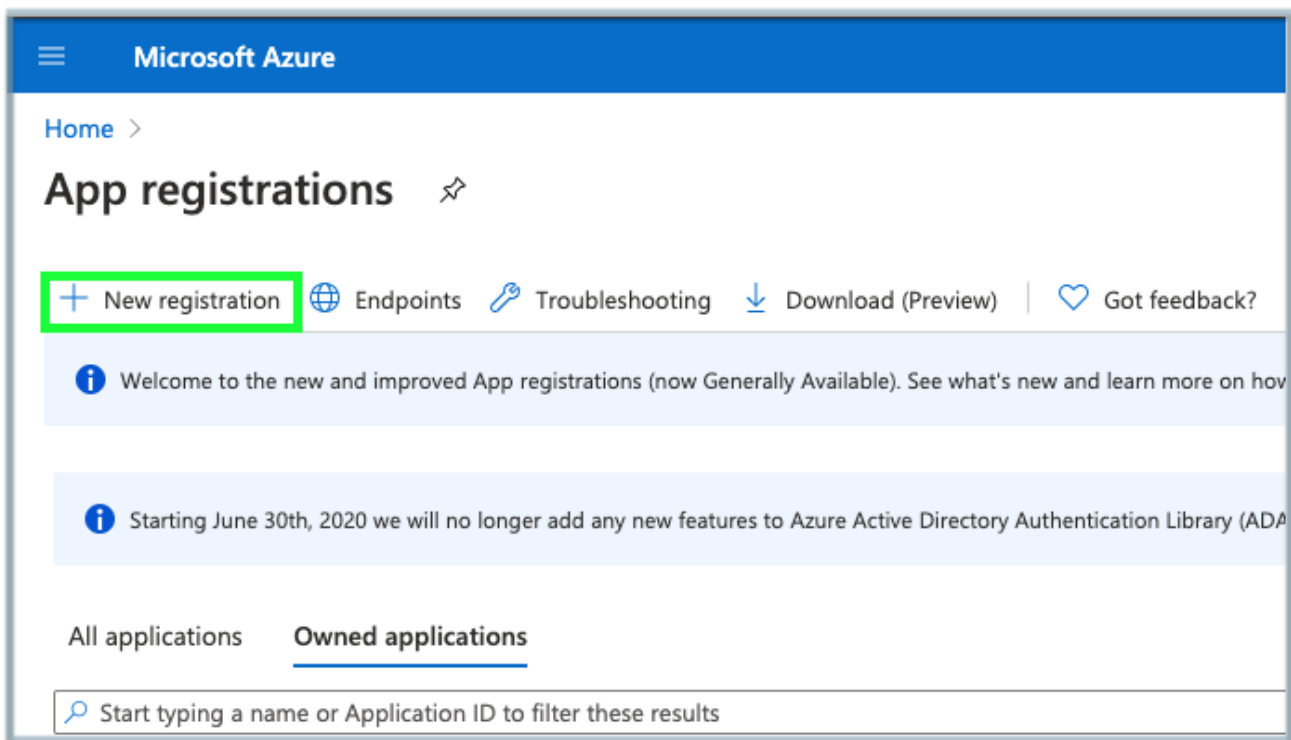 Microsoft Azure
Home >
App registrations
+ New registration Endpoints Troubleshooting Download (Preview) Got feedback?
Welcome to the new and improved App registrations (now Generally Available). See what's new and learn more on how
Starting June 30th, 2020 we will no longer add any new features to Azure Active Directory Authentication Library (ADA
All applications Owned applications
Start typing a name or Application ID to filter these results